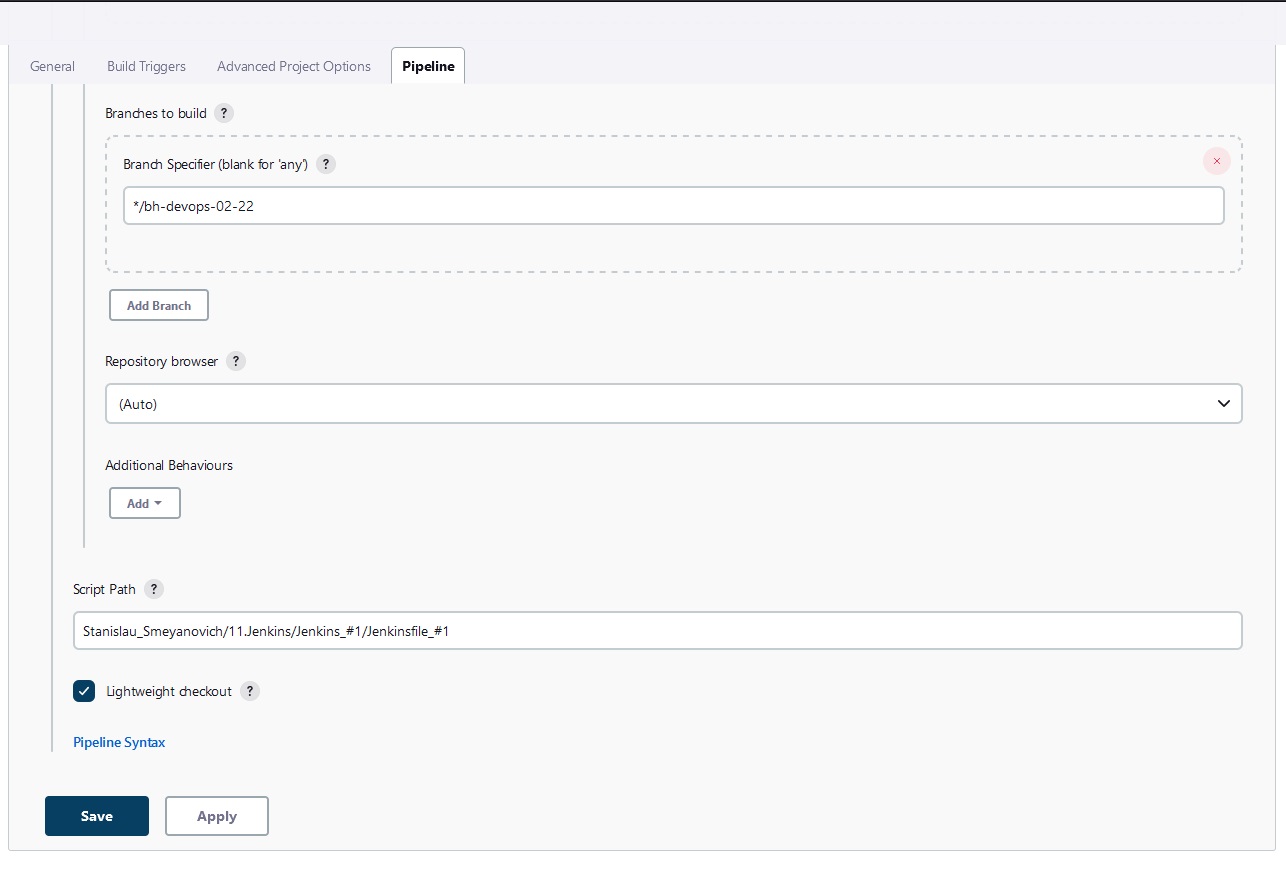 General Build Triggers Advanced Project Options Pipeline
Branches to build ?
Branch Specifier (blank for 'any') ?
*/bh-devops-02-22
Add Branch
Repository browser ?
(Auto)
Additional Behaviours
Add
Script Path ?
Stanislau_Smeyanovich/11.Jenkins/Jenkins_#1/Jenkinsfile_#1
Lightweight checkout ?
Pipeline Syntax
Save Apply